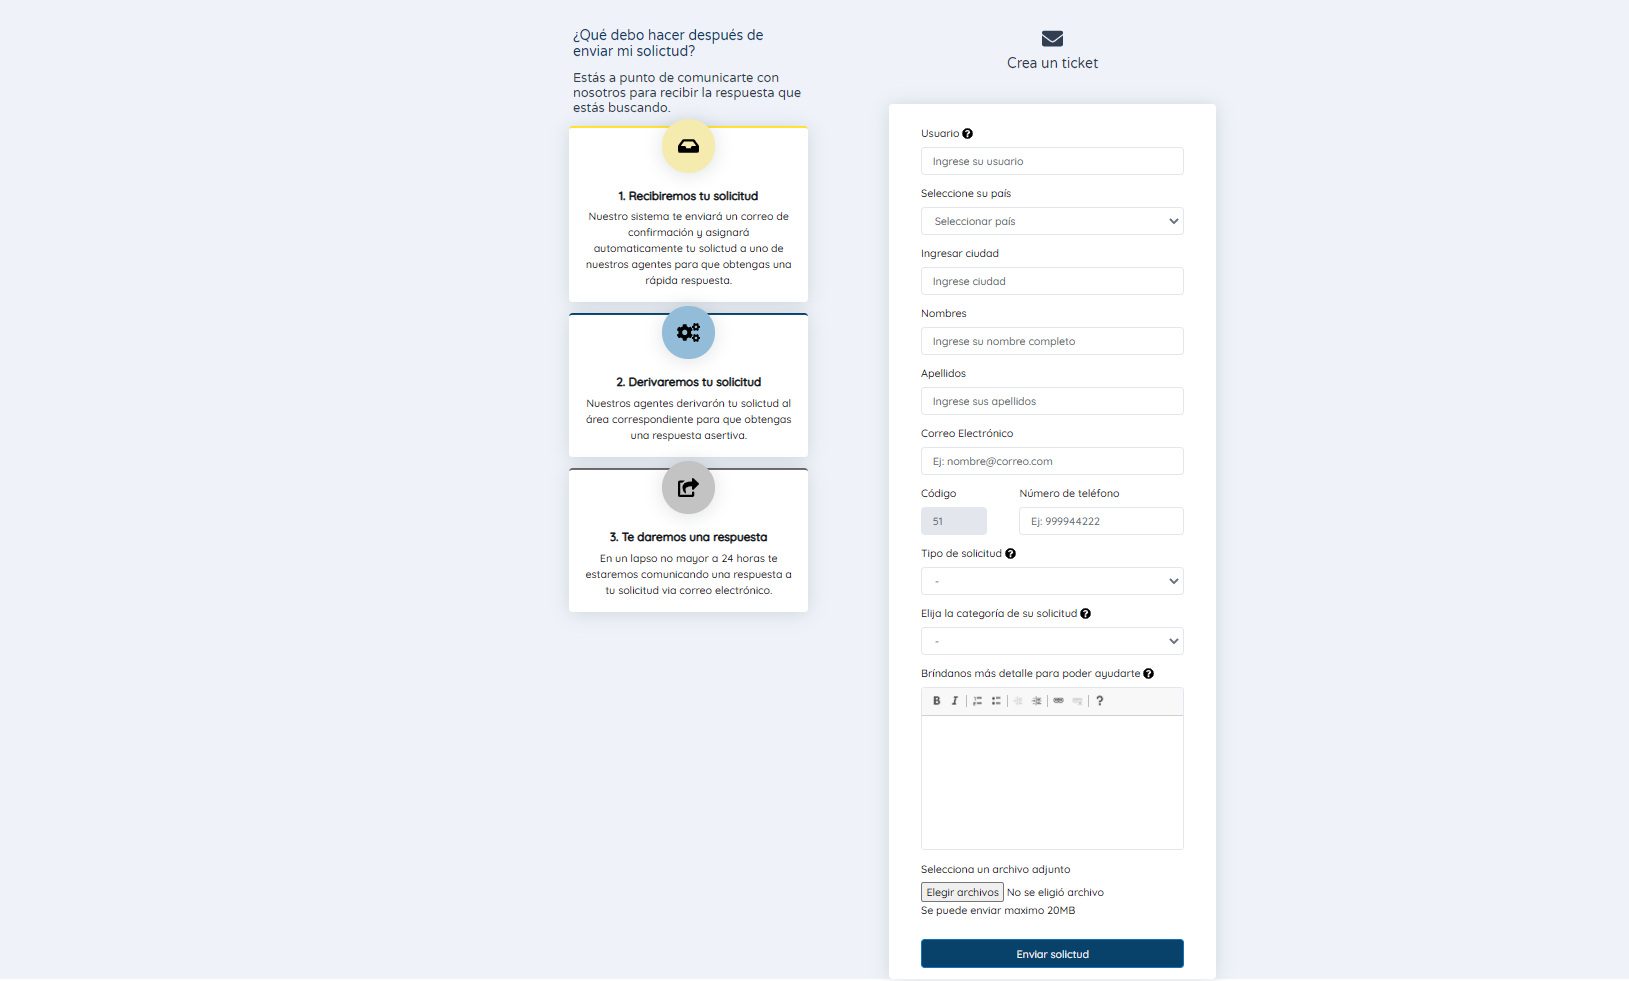 ¿Qué debo hacer después de
enviar mi solictud?
Estás a punto de comunicarte con
nosotros para recibir la respuesta que
estás buscando.
1. Recibiremos tu solicitud
Nuestro sistema te enviará un correo de
confirmación y asignará
automaticamente tu solictud a uno de
nuestros agentes para que obtengas una
rápida respuesta.
2. Derivaremos tu solicitud
Nuestros agentes derivarón tu solicitud al
área correspondiente para que obtengas
una respuesta asertiva.
3. Te daremos una respuesta
En un lapso no mayor a 24 horas te
estaremos comunicando una respuesta a
tu solicitud via correo electrónico.
Crea un ticket
Usuario
Ingrese su usuario
Seleccione su país
Seleccionar país
Ingresar ciudad
Ingrese ciudad
Nombres
Ingrese su nombre completo
Apellidos
Ingrese sus apellidos
Correo Electrónico
Ej: nombre@correo.com
Código Número de teléfono
51 Ej: 999944222
Tipo de solicitud
-
Elija la categoría de su solicitud
-
Bríndanos más detalle para poder ayudarte
B I ?
Selecciona un archivo adjunto
Elegir archivos No se eligió archivo
Se puede enviar maximo 20MB
Enviar solictud